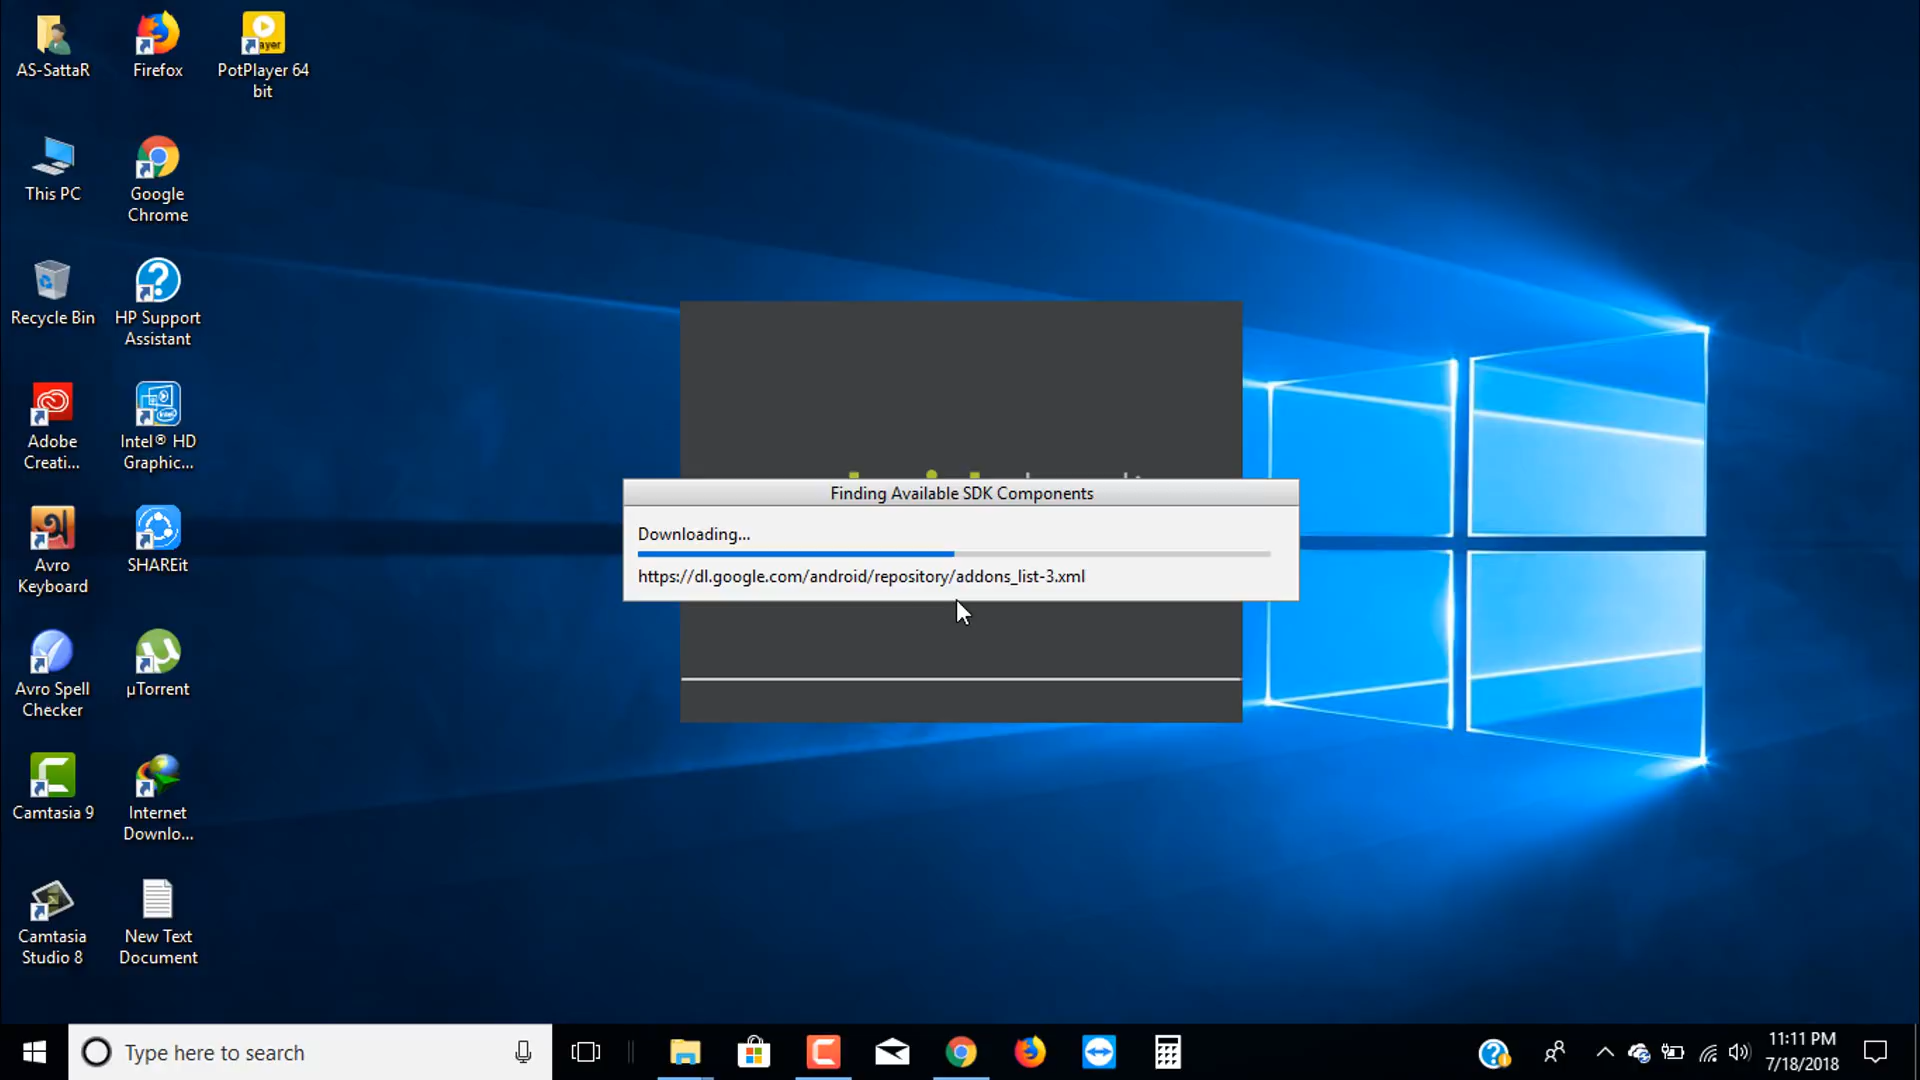 AS-SattaR
Firefox
PotPlayer 64
bit
This PC
Google
Chrome
Recycle Bin
HP Support
Assistant
Adobe
Creati...
Intel® HD
Graphic...
Avro
Keyboard
SHAREit
Avro Spell
Checker
µTorrent
Camtasia 9
Internet
Downlo...
Camtasia
Studio 8
New Text
Document
Finding Available SDK Components
Downloading...
https://dl.google.com/android/repository/addons_list-3.xml
Type here to search
11:11 PM
7/18/2018